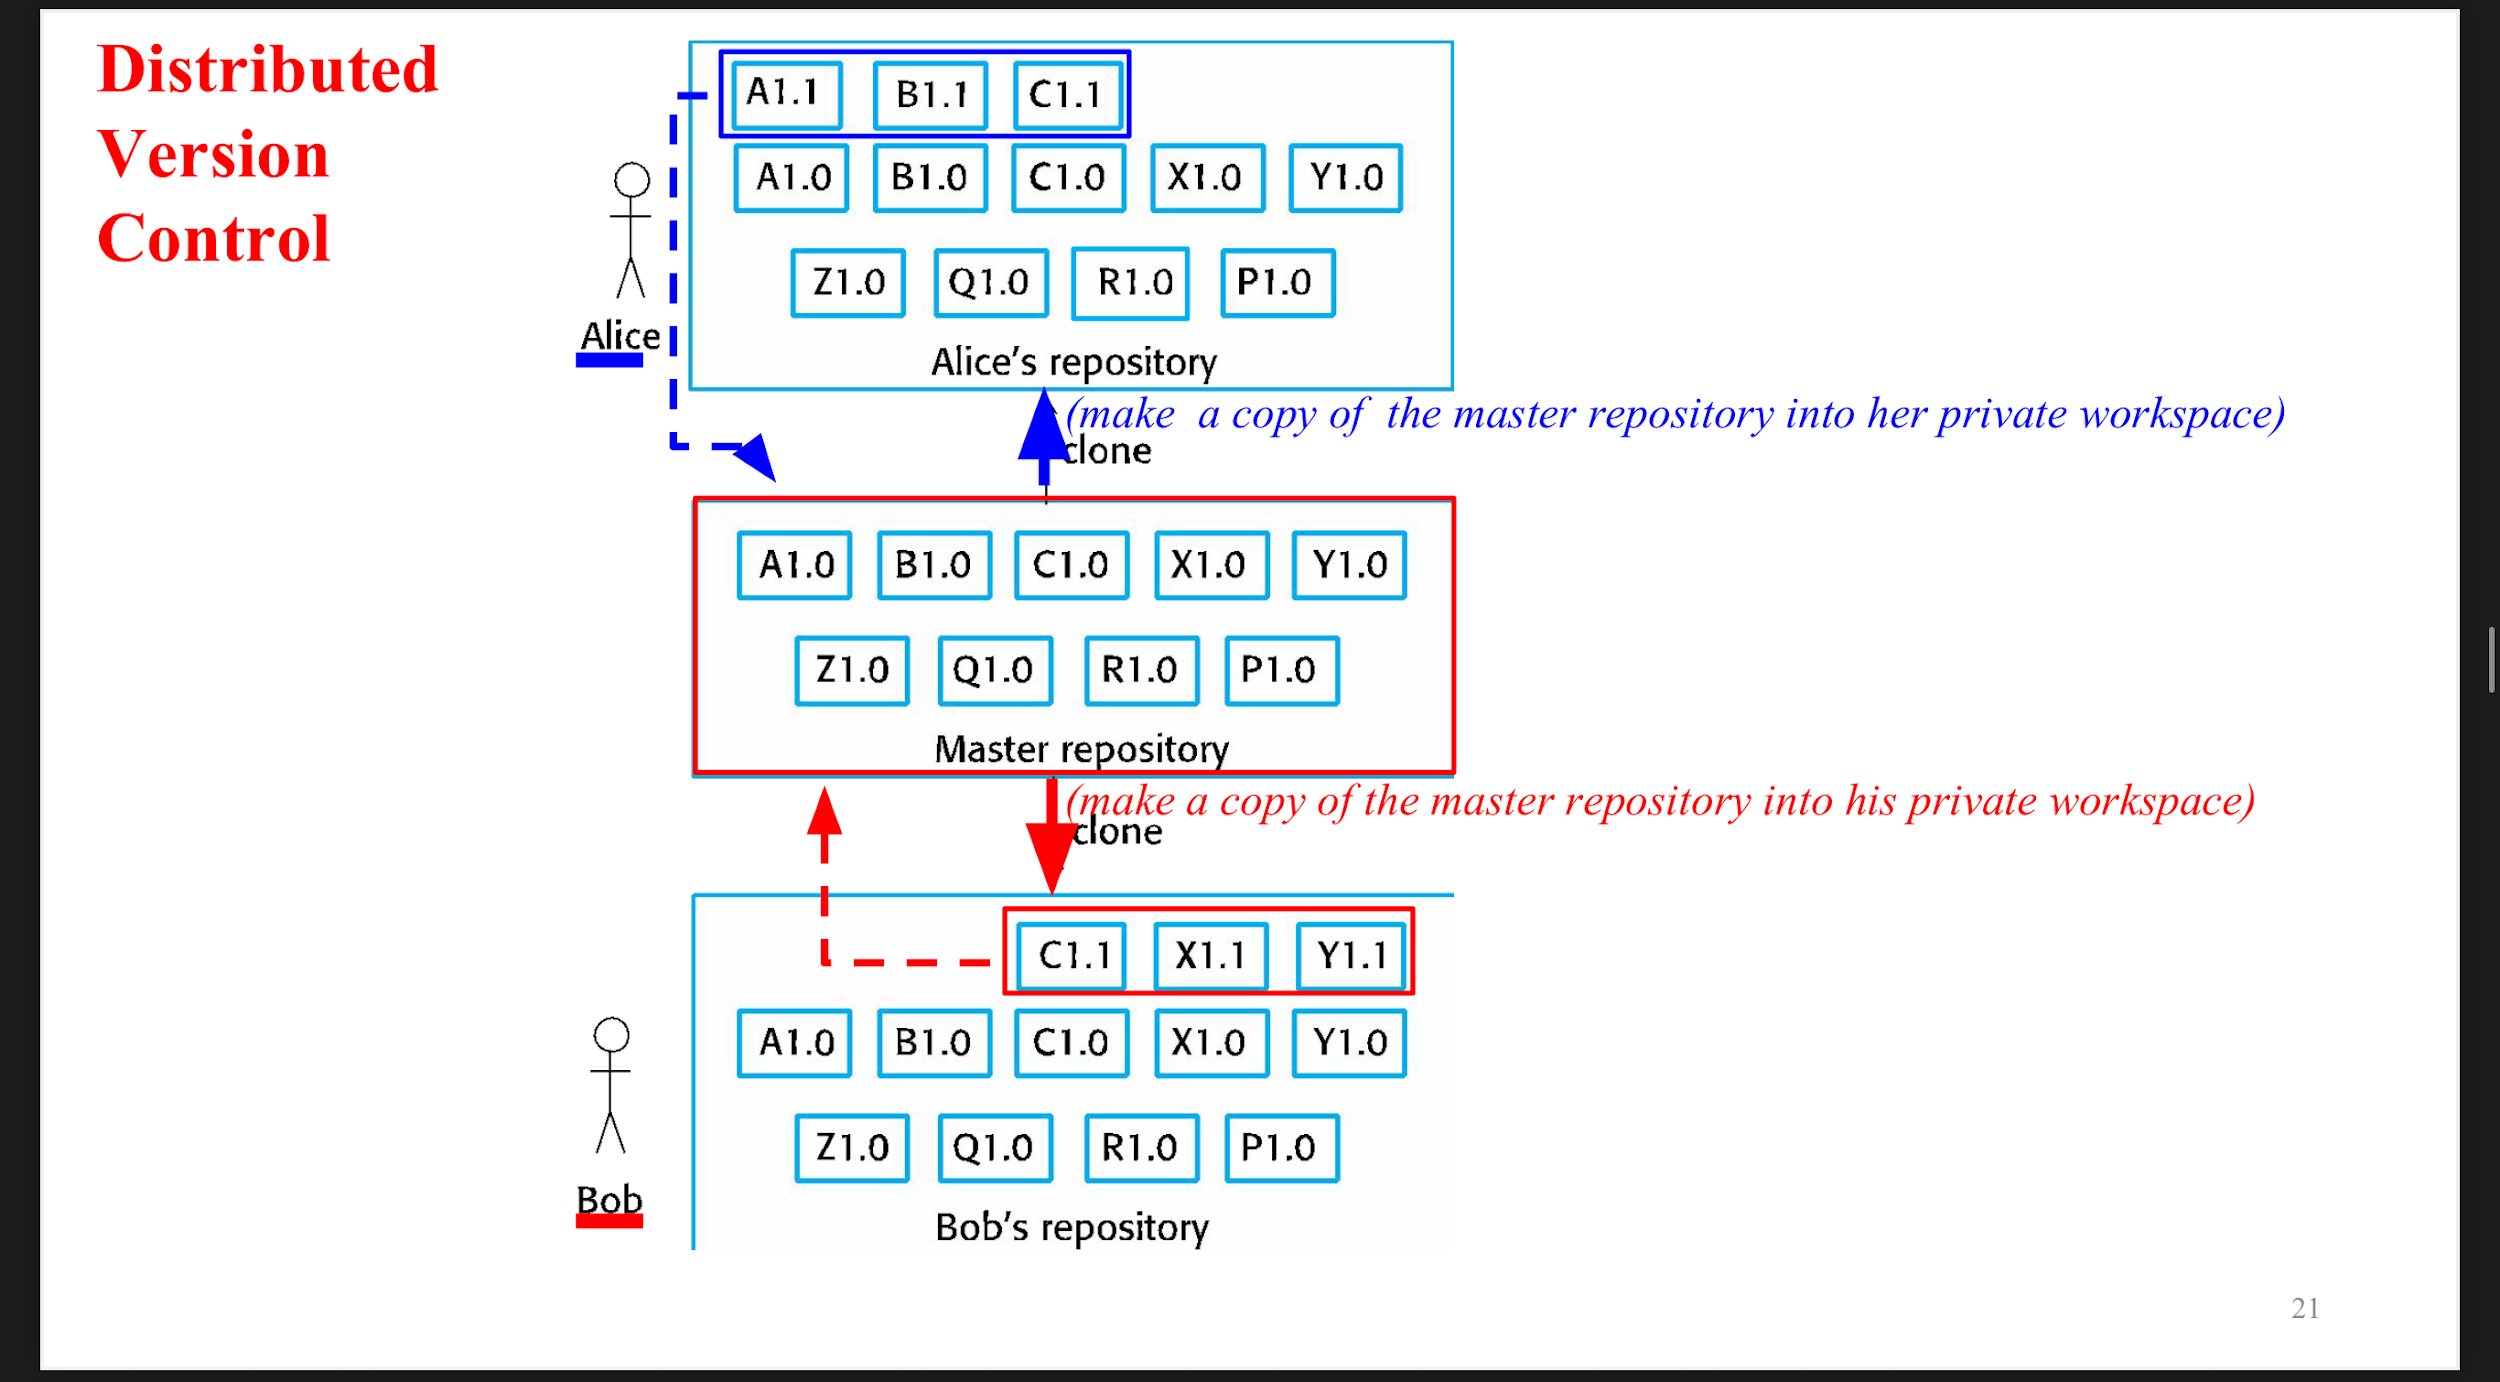 Distributed
Version
Control
A1.1 B1.1 C1.1
A1.0 B1.0 C1.0 X1.0 Y1.0
Z1.0 Q1.0 R1.0 P1.0
Alice
Alice's repository
(make a copy of the master repository into her private workspace)
clone
A1.0 B1.0 C1.0 X1.0 Y1.0
Z1.0 Q1.0 R1.0 P1.0
Master repository
(make a copy of the master repository into his private workspace)
clone
C1.1 X1.1 Y1.1
A1.0 B1.0 C1.0 X1.0 Y1.0
Z1.0 Q1.0 R1.0 P1.0
Bob
Bob's repository
21